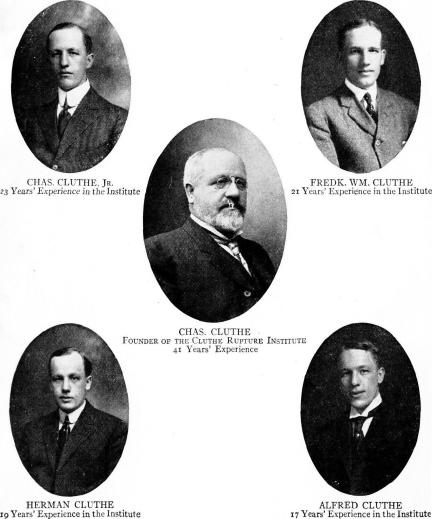 CHAS. CLUTHE, JR.
23 Years' Experience in the Institute
FREDK. WM. CLUTHE
21 Years' Experience in the Institute
CHAS. CLUTHE
FOUNDER OF THE CLUTHE RUPTURE INSTITUTE
41 YEARS' EXPERIENCE
HERMAN CLUTHE
19 Years' Experience in the Institute
ALFRED CLUTHE
17 Years' Experience in the Institute